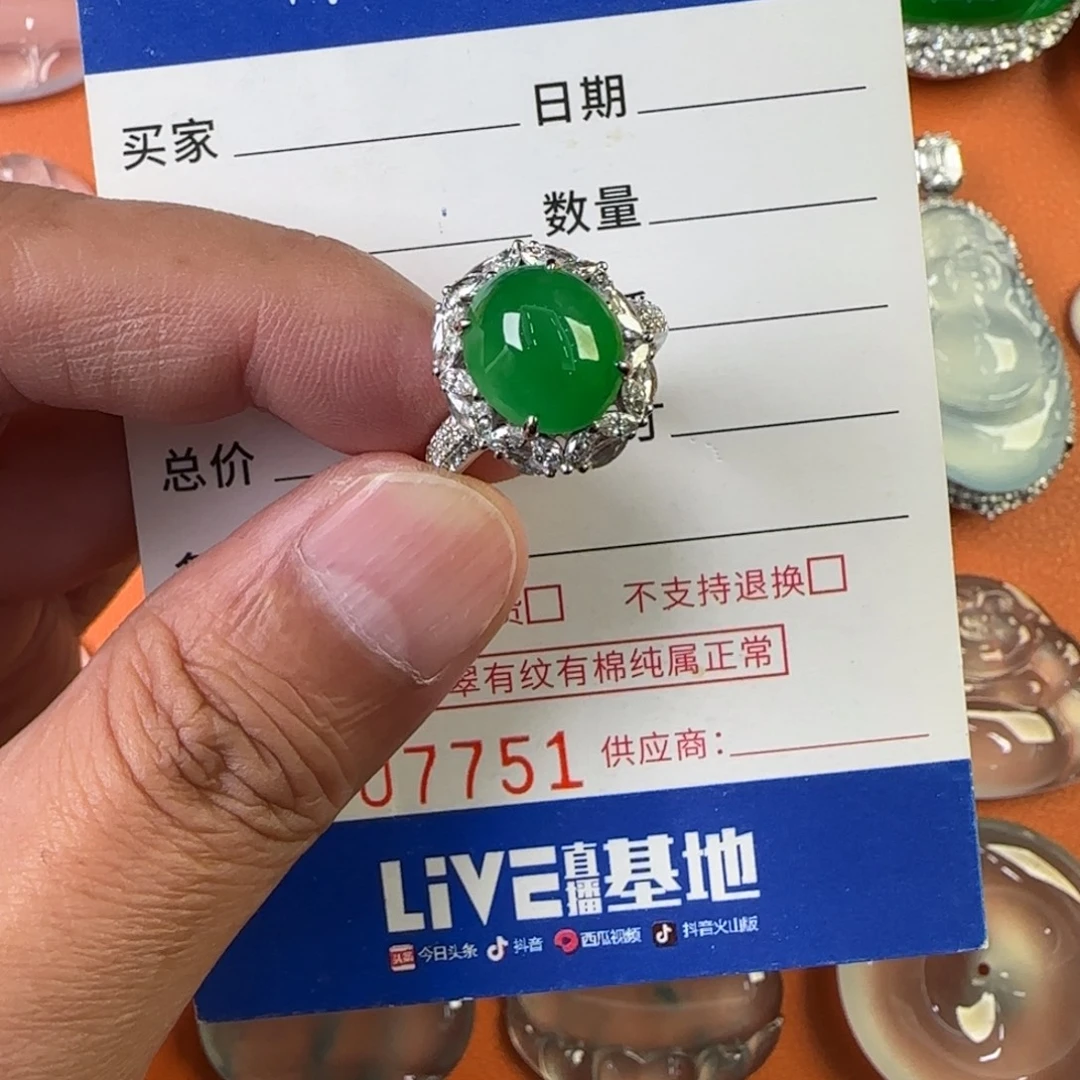 买家 日期
数量
总价
不支持退换
翠有纹有棉纯属正常
07751 供应商：
LiVE直播基地
今日头条 抖音 西瓜视频 抖音火山版